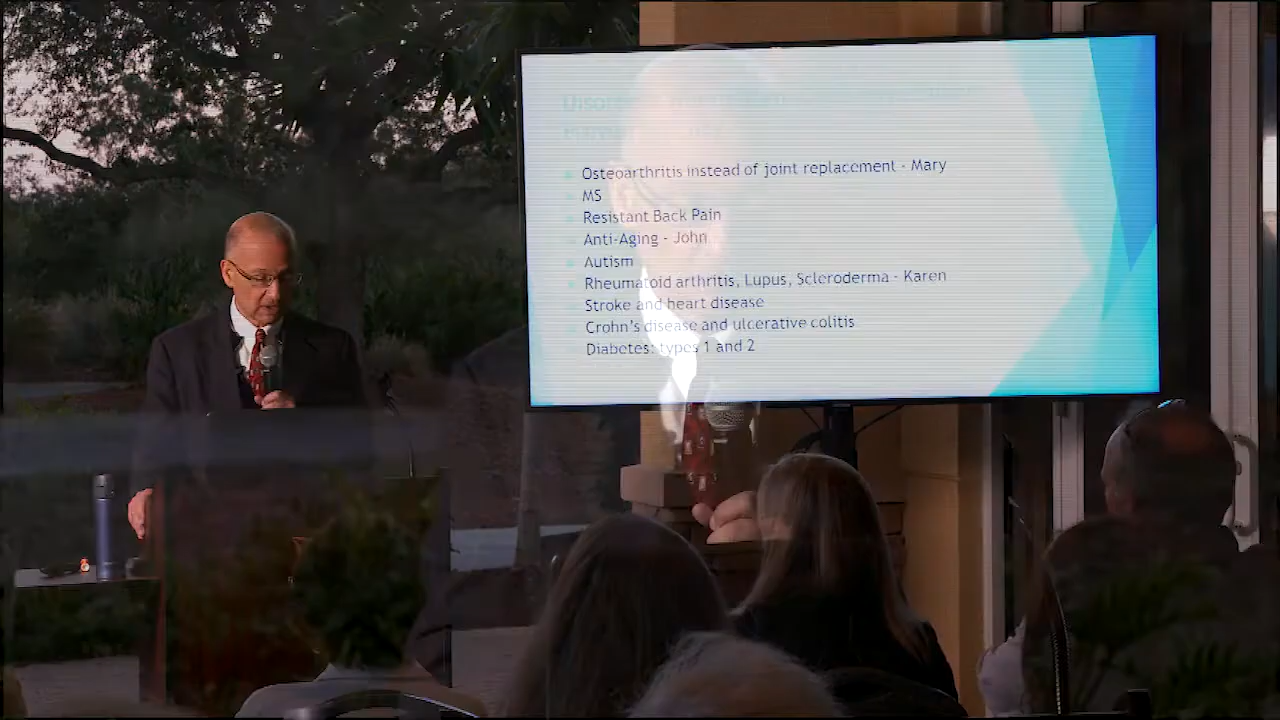 Osteoarthritis instead of joint replacement - Mary
MS
Resistant Back Pain
Anti-Aging - John
Autism
Rheumatoid arthritis, Lupus, Scleroderma - Karen
Stroke and heart disease
Crohn's disease and ulcerative colitis
Diabetes: types 1 and 2